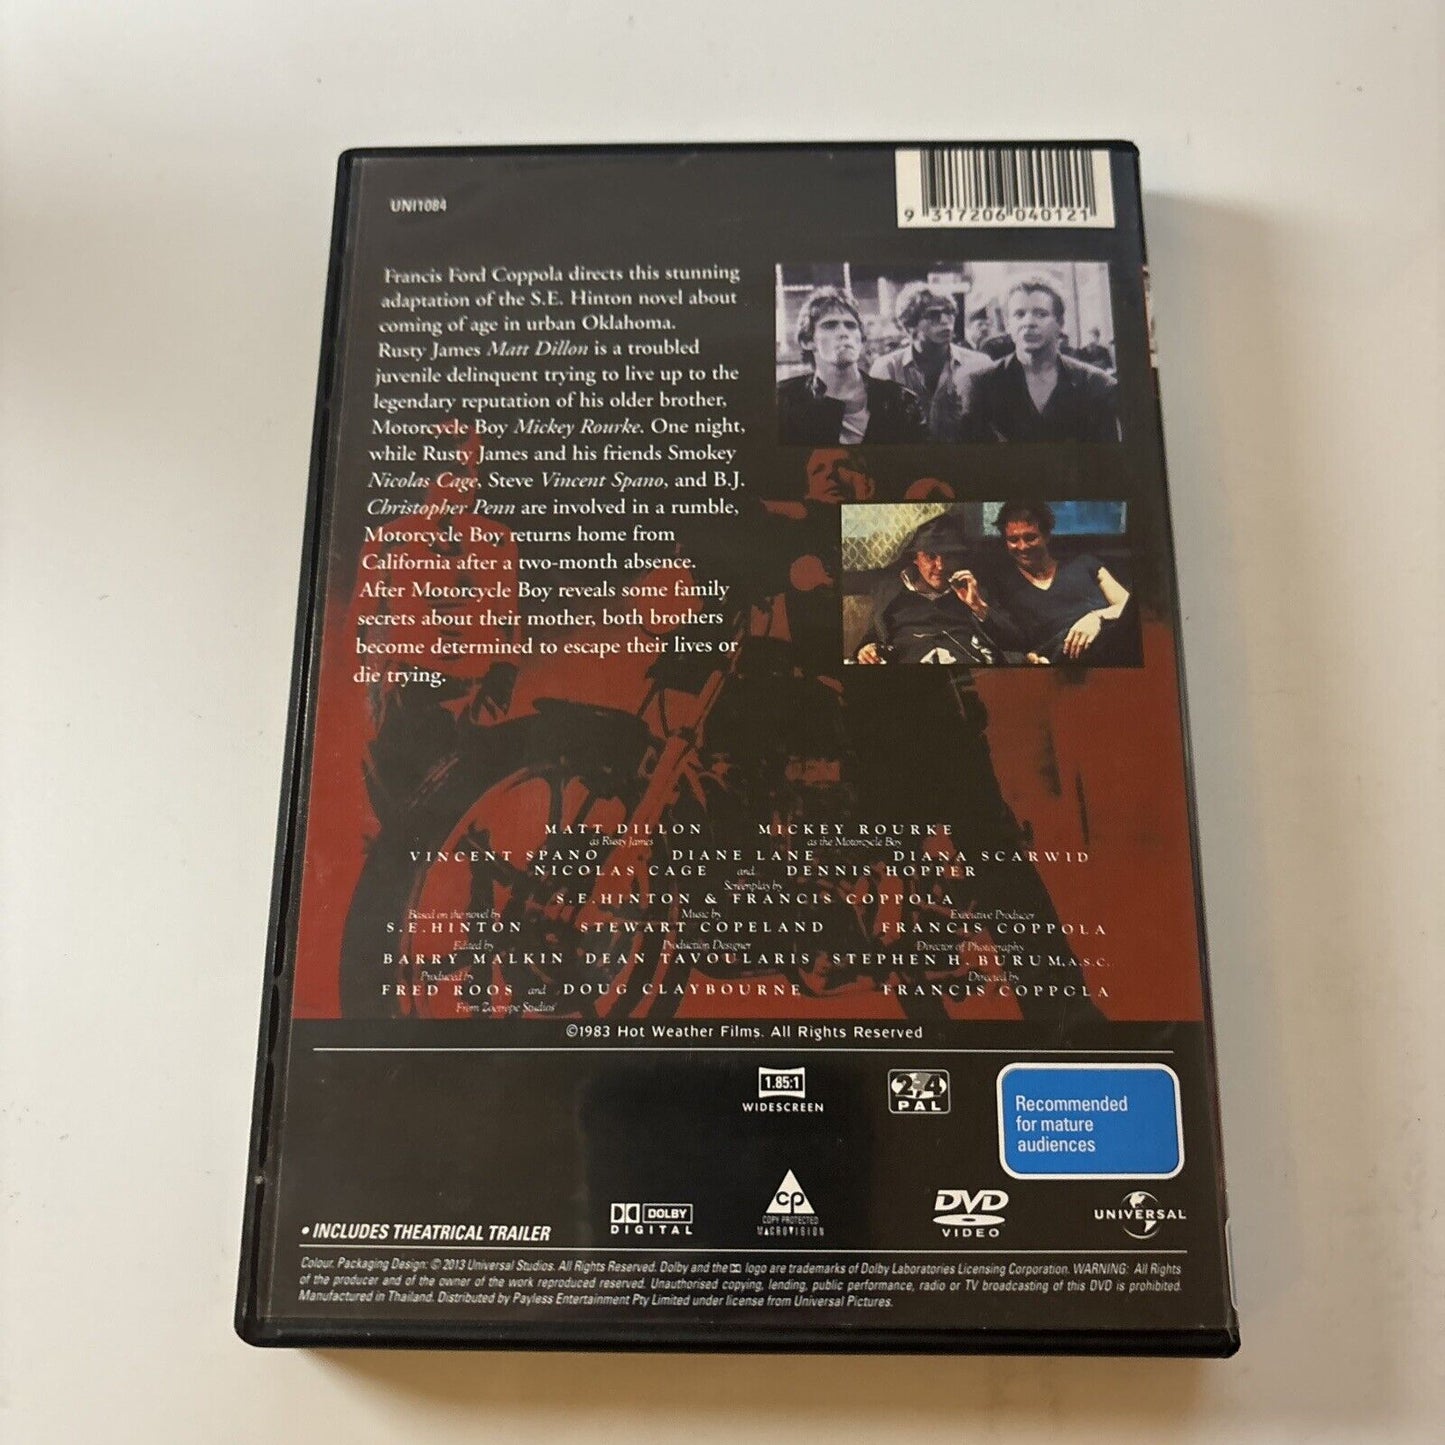 UNI1084
9 317206 040121
Francis Ford Coppola directs this stunning
adaptation of the S.E. Hinton novel about
coming of age in urban Oklahoma.
Rusty James Matt Dillon is a troubled
juvenile delinquent trying to live up to the
legendary reputation of his older brother,
Motorcycle Boy Mickey Rourke. One night,
while Rusty James and his friends Smokey
Nicolas Cage, Steve Vincent Spano, and B.J.
Christopher Penn are involved in a rumble,
Motorcycle Boy returns home from
California after a two-month absence.
After Motorcycle Boy reveals some family
secrets about their mother, both brothers
become determined to escape their lives or
die trying.
MATT DILLON MICKEY ROURKE
as Rusty James as the Motorcycle Boy
VINCENT SPANO DIANE LANE DIANA SCARWID
NICOLAS CAGE and DENNIS HOPPER
Screenplay by
S.E.HINTON & FRANCIS COPPOLA
Based on the novel by Music by Executive Producer
S.E.HINTON STEWART COPELAND FRANCIS COPPOLA
Edited by Production Designer Director of Photography
BARRY MALKIN DEAN TAVOULARIS STEPHEN H. BURUM, A.S.C.
Produced by Directed by
FRED ROOS and DOUG CLAYBOURNE FRANCIS COPPOLA
From Zoetrope Studios
©1983 Hot Weather Films. All Rights Reserved
1.85:1
WIDESCREEN
2,4
PAL
Recommended
for mature
audiences
• INCLUDES THEATRICAL TRAILER
DOLBY
DIGITAL
cp
COPY PROTECTED
MACROVISION
DVD
VIDEO
UNIVERSAL
Colour. Packaging Design: © 2013 Universal Studios. All Rights Reserved. Dolby and the logo are trademarks of Dolby Laboratories Licensing Corporation. WARNING: All Rights
of the producer and of the owner of the work reproduced reserved. Unauthorised copying, lending, public performance, radio or TV broadcasting of this DVD is prohibited.
Manufactured in Thailand. Distributed by Payless Entertainment Pty Limited under license from Universal Pictures.